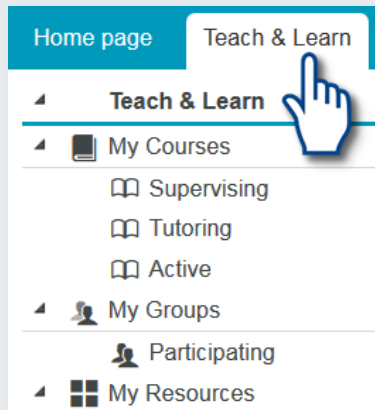 Home page Teach & Learn
Teach & Learn
My Courses
Supervising
Tutoring
Active
My Groups
Participating
My Resources